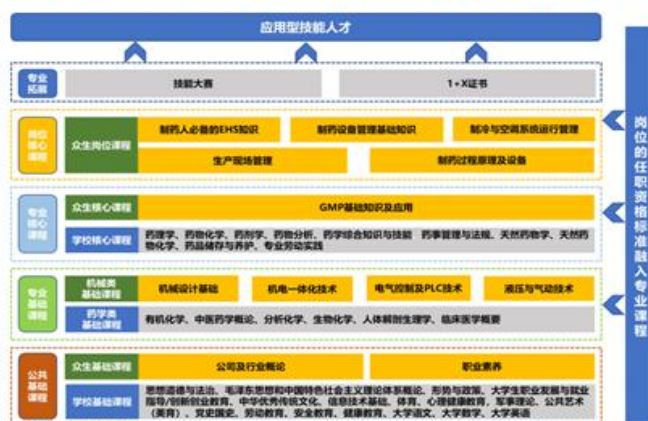 应用型技能人才
专业
拓展
技能大赛
1+X证书
岗位
核心
课程
众生岗位课程
制药人必备的EHS知识
制药设备管理基础知识
制冷与空调系统运行管理
生产现场管理
制药过程原理及设备
专业
核心
课程
众生核心课程
GMP基础知识及应用
学校核心课程
药理学、药物化学、药剂学、药物分析、药学综合知识与技能 药事管理与法规、天然药物学、天然药
物化学、药品储存与养护、专业劳动实践
专业
基础
课程
机械类
基础课程
机械设计基础
机电一体化技术
电气控制及PLC技术
液压与气动技术
药学类
基础课程
有机化学、中医药学概论、分析化学、生物化学、人体解剖生理学、临床医学概要
公共
基础
课程
众生基础课程
公司及行业概论
职业素养
学校基础课程
思想道德与法治、毛泽东思想和中国特色社会主义理论体系概论、形势与政策、大学生职业发展与就业
指导/创新创业教育、中华优秀传统文化、信息技术基础、体育、心理健康教育、军事理论、公共艺术
（美育）、党史国史、劳动教育、安全教育、健康教育、大学语文、大学数学、大学英语
岗位的任职资格标准融入专业课程